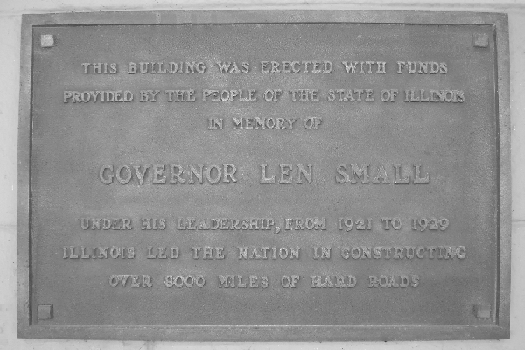 THIS BUILDING WAS ERECTED WITH FUNDS
PROVIDED BY THE PEOPLE OF THE STATE OF ILLINOIS
IN MEMORY OF
GOVERNOR LEN SMALL
UNDER HIS LEADERSHIP, FROM 1921 TO 1929
ILLINOIS LED THE NATION IN CONSTRUCTING
OVER MILES OF HARD ROADS